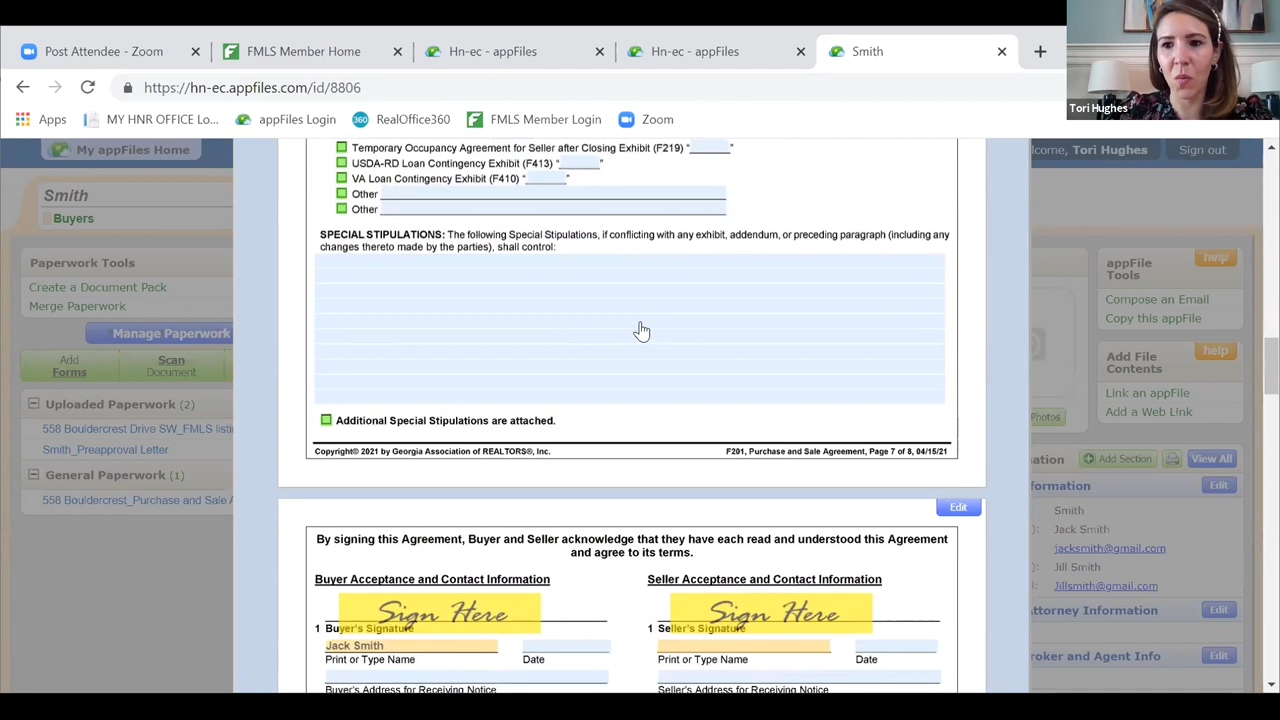 Post Attendee - Zoom
FMLS Member Home
Hn-ec - appFiles
Hn-ec - appFiles
Smith
https://hn-ec.appfiles.com/id/8806
Tori Hughes
Apps
MY HNR OFFICE Lo...
appFiles Login
RealOffice360
FMLS Member Login
Zoom
My appFiles Home
lcome, Tori Hughes
Sign out
Smith
Buyers
Paperwork Tools
Create a Document Pack
Merge Paperwork
Manage Paperwork
Add Forms
Scan Document
Uploaded Paperwork (2)
558 Bouldercrest Drive SW_FMLS listi
Smith_Preapproval Letter
General Paperwork (1)
558 Bouldercrest_Purchase and Sale A
Temporary Occupancy Agreement for Seller after Closing Exhibit (F219) “ ”
USDA-RD Loan Contingency Exhibit (F413) “ ”
VA Loan Contingency Exhibit (F410) “ ”
Other
Other
SPECIAL STIPULATIONS: The following Special Stipulations, if conflicting with any exhibit, addendum, or preceding paragraph (including any
changes thereto made by the parties), shall control:
Additional Special Stipulations are attached.
Copyright© 2021 by Georgia Association of REALTORS®, Inc.
F201, Purchase and Sale Agreement, Page 7 of 8, 04/15/21
Edit
By signing this Agreement, Buyer and Seller acknowledge that they have each read and understood this Agreement
and agree to its terms.
Buyer Acceptance and Contact Information
Seller Acceptance and Contact Information
Sign Here
Sign Here
1 Buyer's Signature
1 Seller's Signature
Jack Smith
Print or Type Name
Date
Print or Type Name
Date
Buyer's Address for Receiving Notice
Seller's Address for Receiving Notice
appFile
Tools
help
Compose an Email
Copy this appFile
Add File
Contents
help
Link an appFile
Add a Web Link
Photos
mation
Add Section
View All
formation
Edit
Smith
):
Jack Smith
jacksmith@gmail.com
):
Jill Smith
Jillsmith@gmail.com
ttorney Information
Edit
roker and Agent Info
Edit